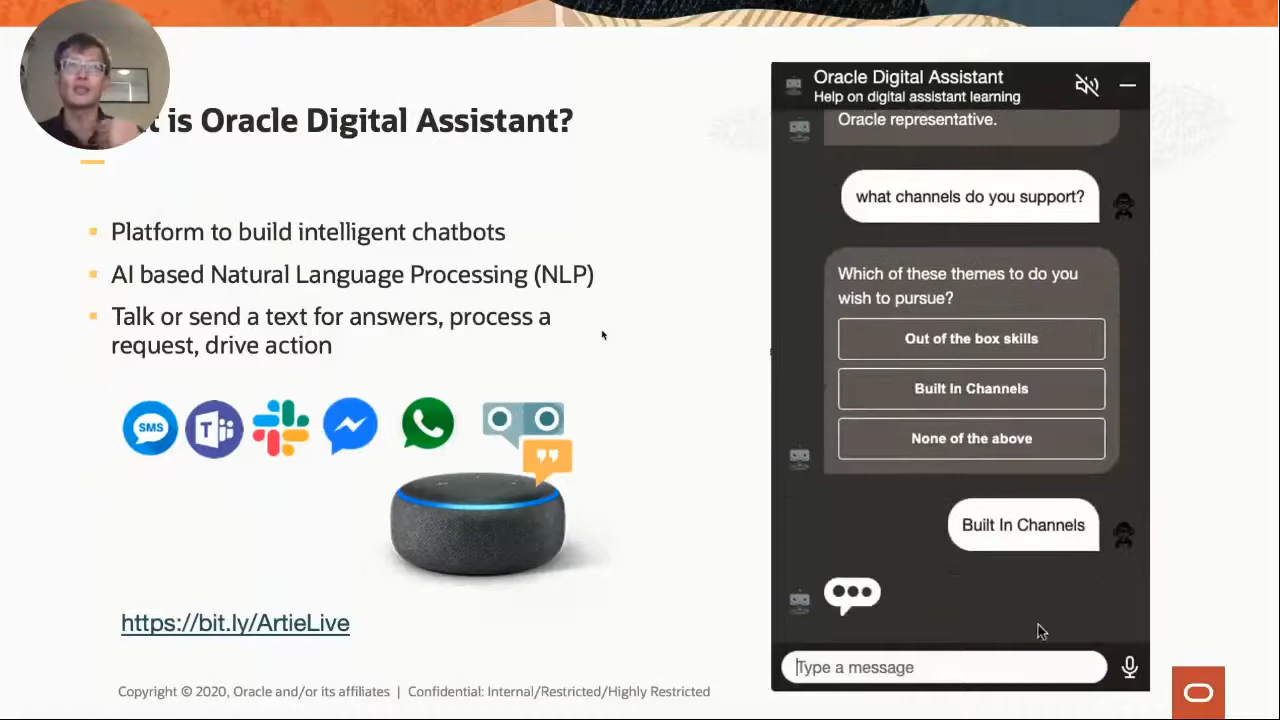 is Oracle Digital Assistant?
Platform to build intelligent chatbots
AI based Natural Language Processing (NLP)
Talk or send a text for answers, process a
request, drive action
SMS
https://bit.ly/ArtieLive
Copyright © 2020, Oracle and/or its affiliates | Confidential: Internal/Restricted/Highly Restricted
Oracle Digital Assistant
Help on digital assistant learning
Oracle representative.
what channels do you support?
Which of these themes to do you
wish to pursue?
Out of the box skills
Built In Channels
None of the above
Built In Channels
Type a message